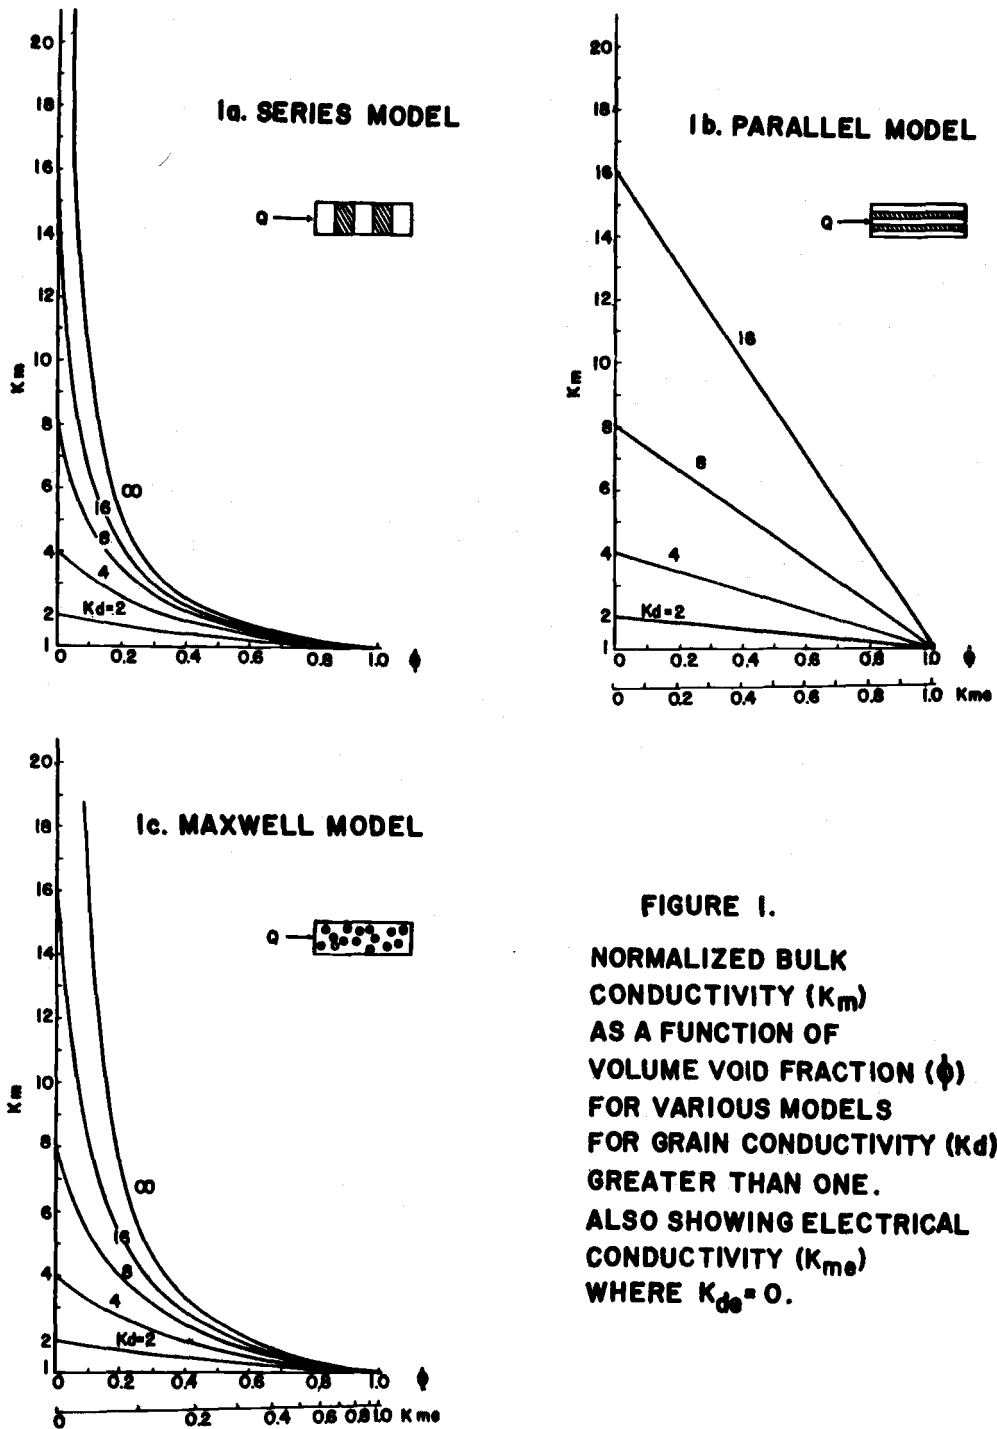 1a. SERIES MODEL
20
18
16
14
12
10
8
6
4
2
1
Km
Q
∞
16
8
4
Kd=2
0 0.2 0.4 0.6 0.8 1.0 ϕ
1b. PARALLEL MODEL
20
18
16
14
12
10
8
6
4
2
1
Km
Q
16
8
4
Kd=2
0 0.2 0.4 0.6 0.8 1.0 ϕ
0 0.2 0.4 0.6 0.8 1.0 Kme
1c. MAXWELL MODEL
20
18
16
14
12
10
8
6
4
2
1
Km
Q
∞
16
8
4
Kd=2
0 0.2 0.4 0.6 0.8 1.0 ϕ
0 0.2 0.4 0.6 0.8 1.0 Kme
FIGURE 1.
NORMALIZED BULK
CONDUCTIVITY (Km)
AS A FUNCTION OF
VOLUME VOID FRACTION (ϕ)
FOR VARIOUS MODELS
FOR GRAIN CONDUCTIVITY (Kd)
GREATER THAN ONE.
ALSO SHOWING ELECTRICAL
CONDUCTIVITY (Kme)
WHERE Kde=0.